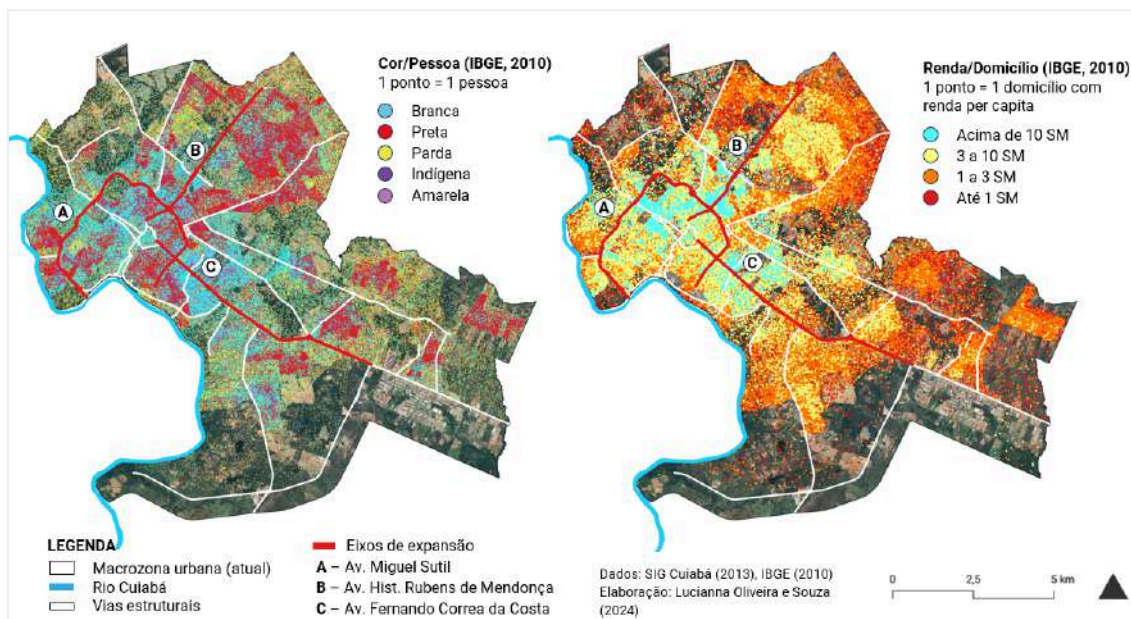 Cor/Pessoa (IBGE, 2010)
1 ponto = 1 pessoa
Branca
Preta
Parda
Indígena
Amarela
A
B
C
Renda/Domicílio (IBGE, 2010)
1 ponto = 1 domicílio com
renda per capita
Acima de 10 SM
3 a 10 SM
1 a 3 SM
Até 1 SM
A
B
C
LEGENDA
Macrozona urbana (atual)
Rio Cuiabá
Vias estruturais
Eixos de expansão
A – Av. Miguel Sutil
B – Av. Hist. Rubens de Mendonça
C – Av. Fernando Correa da Costa
Dados: SIG Cuiabá (2013), IBGE (2010)
Elaboração: Lucianna Oliveira e Souza
(2024)
0 2,5 5 km